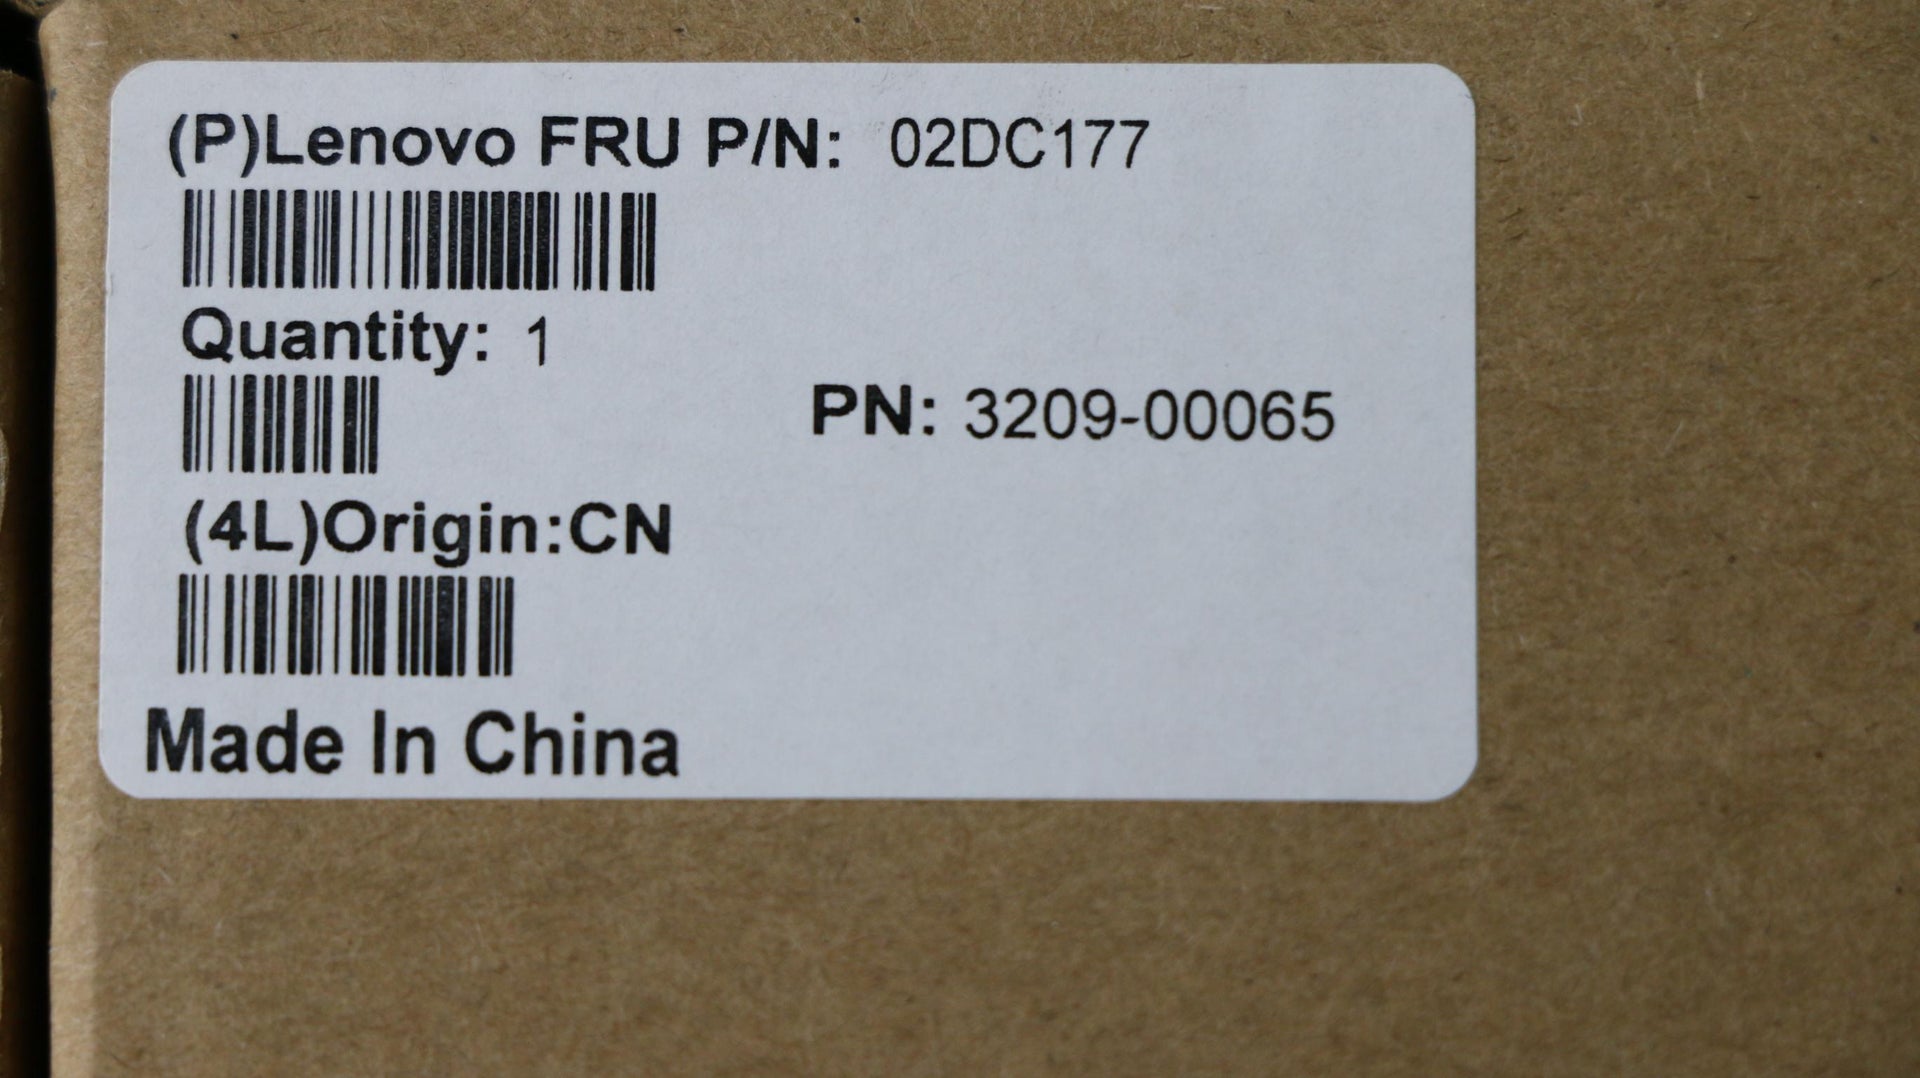 (P)Lenovo FRU P/N: 02DC177
Quantity: 1
PN: 3209-00065
(4L)Origin:CN
Made In China